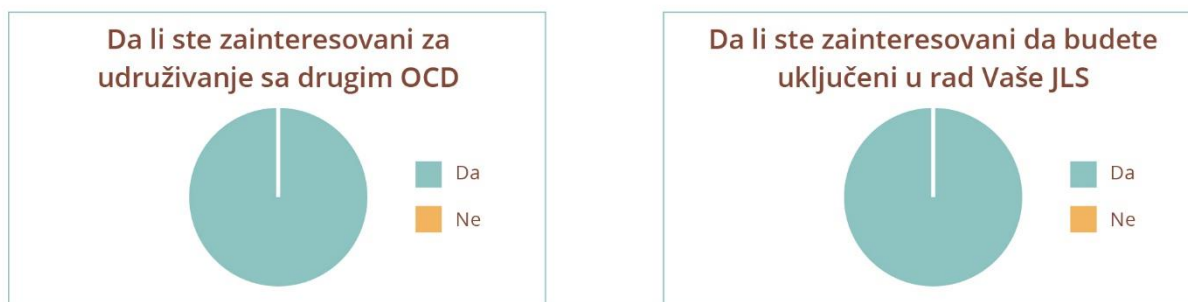 Da li ste zainteresovani za
udruživanje sa drugim OCD
Da
Ne
Da li ste zainteresovani da budete
uključeni u rad Vaše JLS
Da
Ne